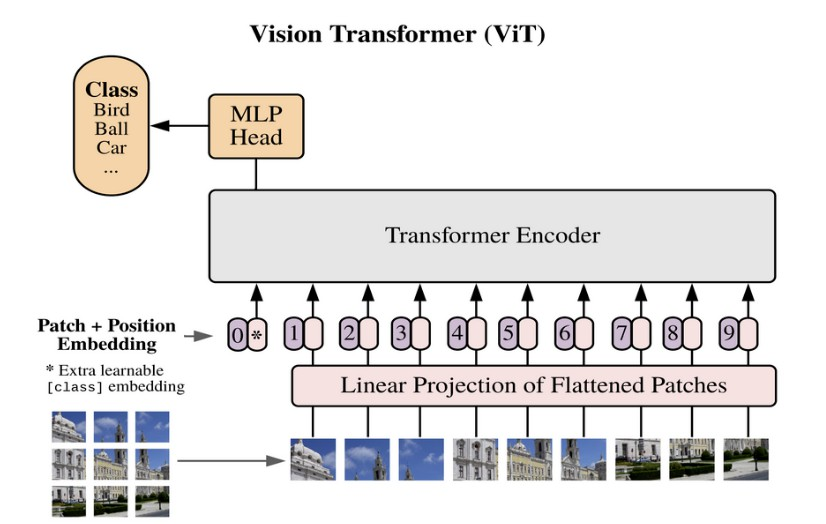 Vision Transformer (ViT)
Class
Bird
Ball
Car
...
MLP
Head
Transformer Encoder
Patch + Position
Embedding
0 * 1 2 3 4 5 6 7 8 9
* Extra learnable
[class] embedding
Linear Projection of Flattened Patches